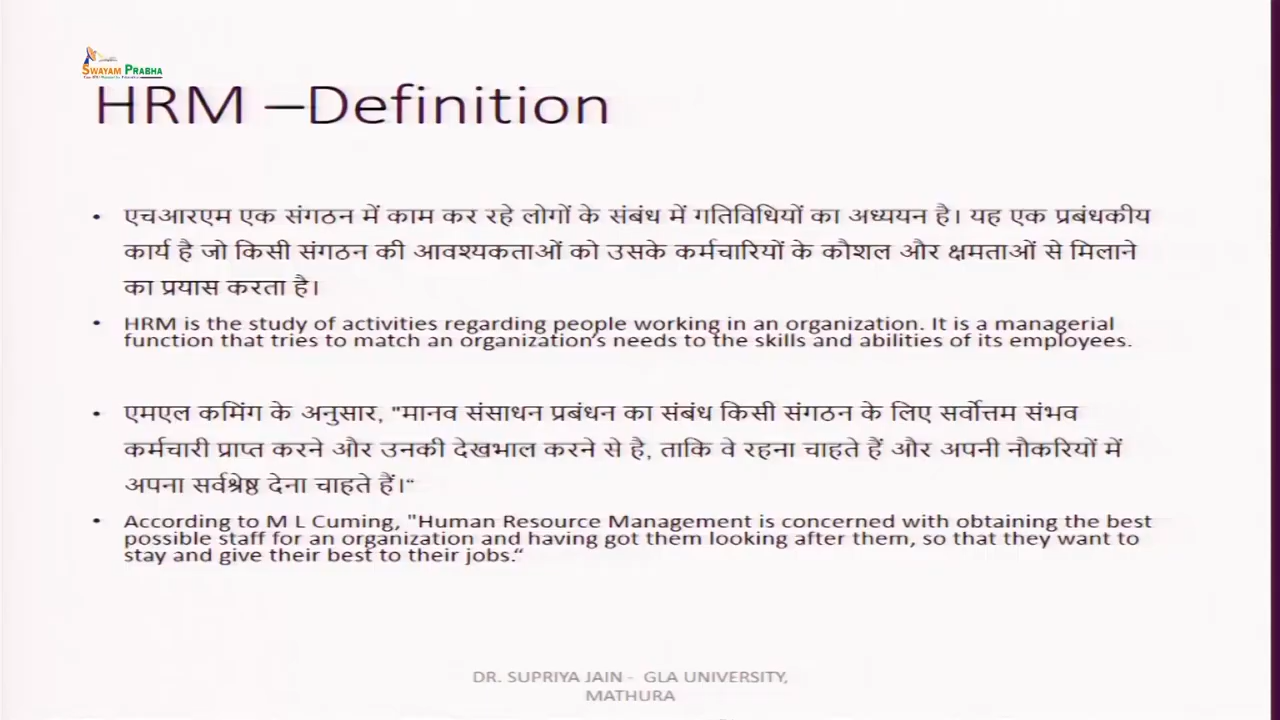 SWAYAM PRABHA
HRM –Definition
• एचआरएम एक संगठन में काम कर रहे लोगों के संबंध में गतिविधियों का अध्ययन है। यह एक प्रबंधकीय
कार्य है जो किसी संगठन की आवश्यकताओं को उसके कर्मचारियों के कौशल और क्षमताओं से मिलाने
का प्रयास करता है।
• HRM is the study of activities regarding people working in an organization. It is a managerial
function that tries to match an organization's needs to the skills and abilities of its employees.
• एमएल कमिंग के अनुसार, "मानव संसाधन प्रबंधन का संबंध किसी संगठन के लिए सर्वोत्तम संभव
कर्मचारी प्राप्त करने और उनकी देखभाल करने से है, ताकि वे रहना चाहते हैं और अपनी नौकरियों में
अपना सर्वश्रेष्ठ देना चाहते हैं।“
• According to M L Cuming, "Human Resource Management is concerned with obtaining the best
possible staff for an organization and having got them looking after them, so that they want to
stay and give their best to their jobs.“
DR. SUPRIYA JAIN - GLA UNIVERSITY,
MATHURA